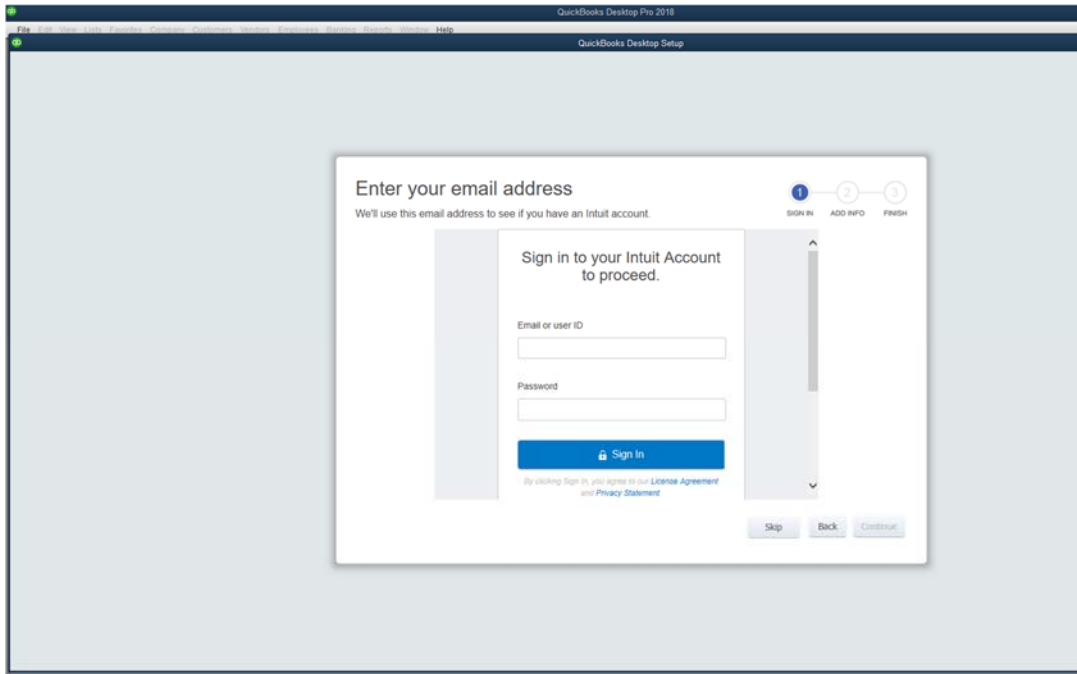 QuickBooks Desktop Pro 2018
File Edit View Lists Favorites Company Customers Vendors Employees Banking Reports Window Help
QuickBooks Desktop Setup
Enter your email address
We'll use this email address to see if you have an Intuit account.
1 2 3
SIGN IN ADD INFO FINISH
Sign in to your Intuit Account
to proceed.
Email or user ID
Password
Sign In
By clicking Sign In, you agree to our License Agreement
and Privacy Statement
Skip Back Continue